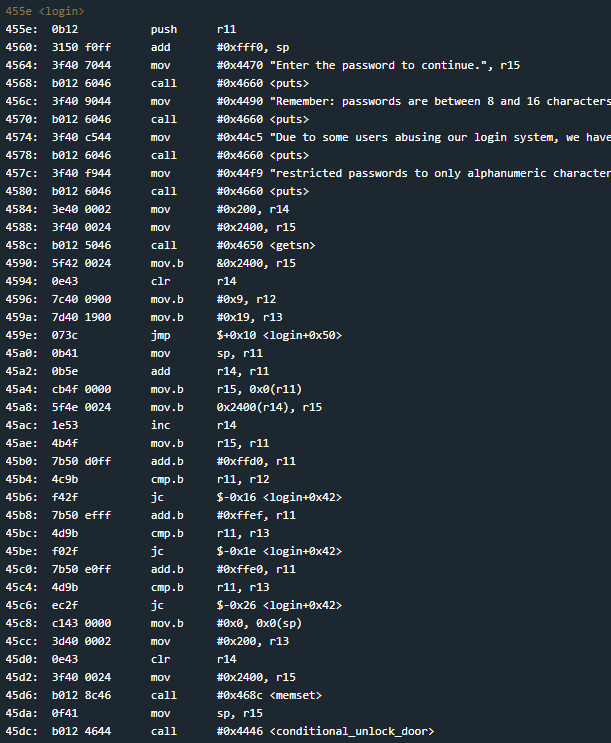 455e <login>
455e:  0b12           push    r11
4560:  3150 f0ff      add     #0xfff0, sp
4564:  3f40 7044      mov     #0x4470 "Enter the password to continue.", r15
4568:  b012 6046      call    #0x4660 <puts>
456c:  3f40 9044      mov     #0x4490 "Remember: passwords are between 8 and 16 characters
4570:  b012 6046      call    #0x4660 <puts>
4574:  3f40 c544      mov     #0x44c5 "Due to some users abusing our login system, we have
4578:  b012 6046      call    #0x4660 <puts>
457c:  3f40 f944      mov     #0x44f9 "restricted passwords to only alphanumeric character
4580:  b012 6046      call    #0x4660 <puts>
4584:  3e40 0002      mov     #0x200, r14
4588:  3f40 0024      mov     #0x2400, r15
458c:  b012 5046      call    #0x4650 <getsn>
4590:  5f42 0024      mov.b   &0x2400, r15
4594:  0e43           clr     r14
4596:  7c40 0900      mov.b   #0x9, r12
459a:  7d40 1900      mov.b   #0x19, r13
459e:  073c           jmp     $+0x10 <login+0x50>
45a0:  0b41           mov     sp, r11
45a2:  0b5e           add     r14, r11
45a4:  cb4f 0000      mov.b   r15, 0x0(r11)
45a8:  5f4e 0024      mov.b   0x2400(r14), r15
45ac:  1e53           inc     r14
45ae:  4b4f           mov.b   r15, r11
45b0:  7b50 d0ff      add.b   #0xffd0, r11
45b4:  4c9b           cmp.b   r11, r12
45b6:  f42f           jc      $-0x16 <login+0x42>
45b8:  7b50 efff      add.b   #0xffef, r11
45bc:  4d9b           cmp.b   r11, r13
45be:  f02f           jc      $-0x1e <login+0x42>
45c0:  7b50 e0ff      add.b   #0xffe0, r11
45c4:  4d9b           cmp.b   r11, r13
45c6:  ec2f           jc      $-0x26 <login+0x42>
45c8:  c143 0000      mov.b   #0x0, 0x0(sp)
45cc:  3d40 0002      mov     #0x200, r13
45d0:  0e43           clr     r14
45d2:  3f40 0024      mov     #0x2400, r15
45d6:  b012 8c46      call    #0x468c <memset>
45da:  0f41           mov     sp, r15
45dc:  b012 4644      call    #0x4446 <conditional_unlock_door>